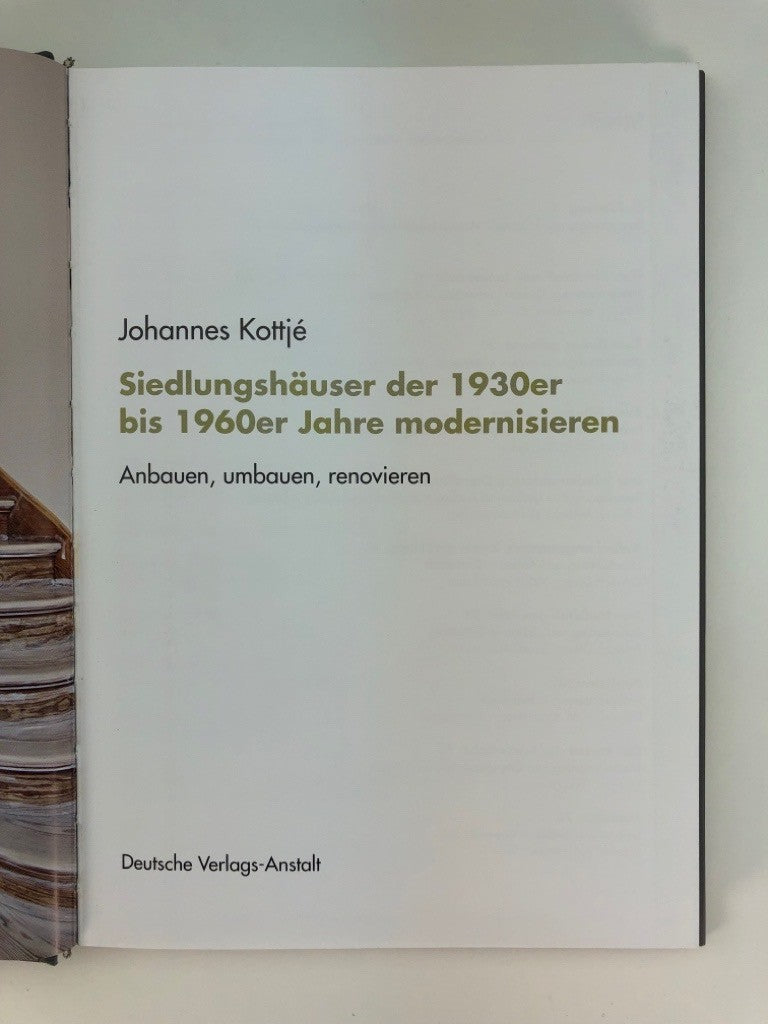 Johannes Kottjé
Siedlungshäuser der 1930er
bis 1960er Jahre modernisieren
Anbauen, umbauen, renovieren
Deutsche Verlags-Anstalt